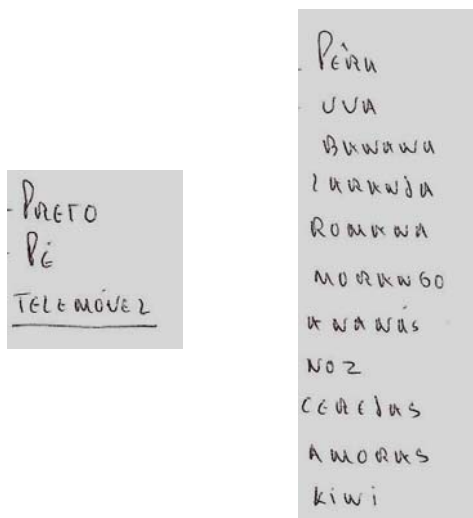 - PRETO
- PÉ
TELEMÓVEL
- PÊRA
- UVA
BANANA
LARANJA
ROMANA
MORANGO
ANANÁS
NOZ
CEREJAS
AMORAS
KIWI